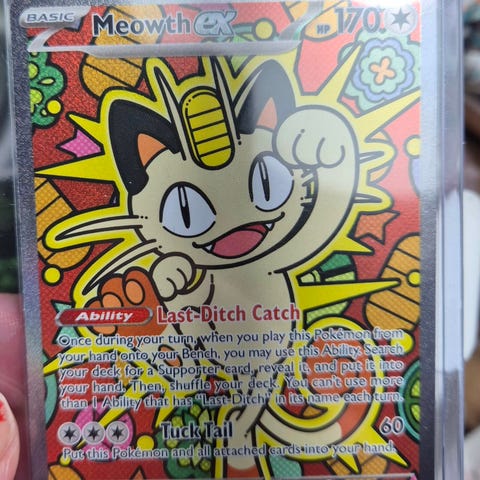 BASIC Meowth ex HP 170
Ability Last-Ditch Catch
Once during your turn, when you play this Pokémon from
your hand onto your Bench, you may use this Ability. Search
your deck for a Supporter card, reveal it, and put it into
your hand. Then, shuffle your deck. You can't use more
than 1 Ability that has "Last-Ditch" in its name each turn.
Tuck Tail 60
Put this Pokémon and all attached cards into your hand.